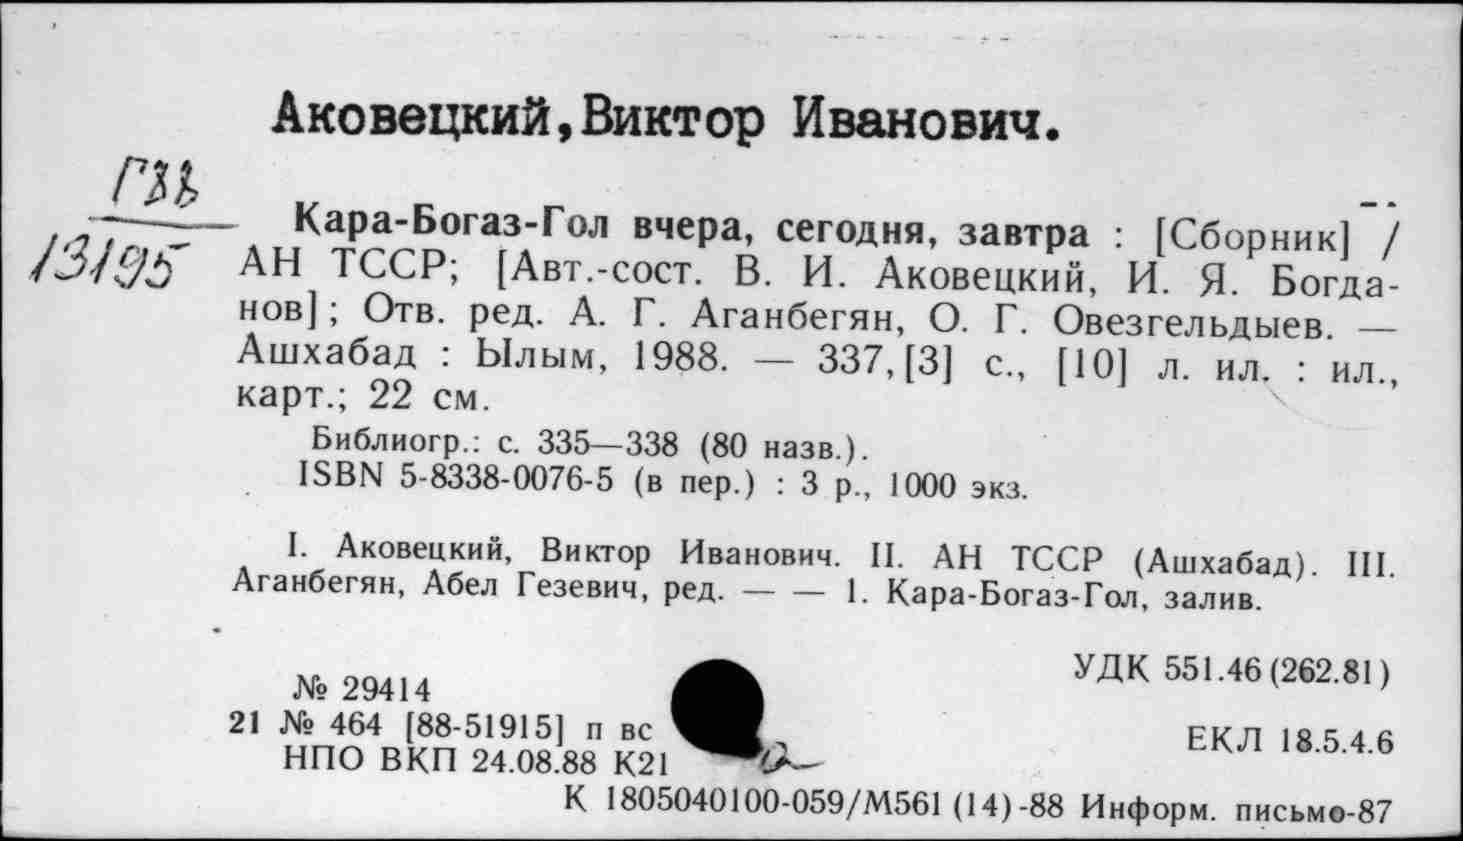 Аковецкий,Виктор Иванович.
13195
Кара-Богаз-Гол вчера, сегодня, завтра : [Сборник] /
АН ТССР; [Авт.-сост. В. И. Аковецкий, И. Я. Богда-
нов]; Отв. ред. А. Г. Аганбегян, О. Г. Овезгельдыев. —
Ашхабад : Ылым, 1988. — 337,[3] с., [10] л. ил. : ил.,
карт.; 22 см.
Библиогр.: с. 335—338 (80 назв.).
ISBN 5-8338-0076-5 (в пер.) : 3 р., 1000 экз.
I. Аковецкий, Виктор Иванович. II. АН ТССР (Ашхабад). III.
Аганбегян, Абел Гезевич, ред. — — 1. Кара-Богаз-Гол, залив.
УДК 551.46(262.81)
№ 29414
21 № 464 [88-51915] п вс
ЕКЛ 18.5.4.6
НПО ВКП 24.08.88 К21
К 1805040100-059/М561(14)-88 Информ. письмо-87